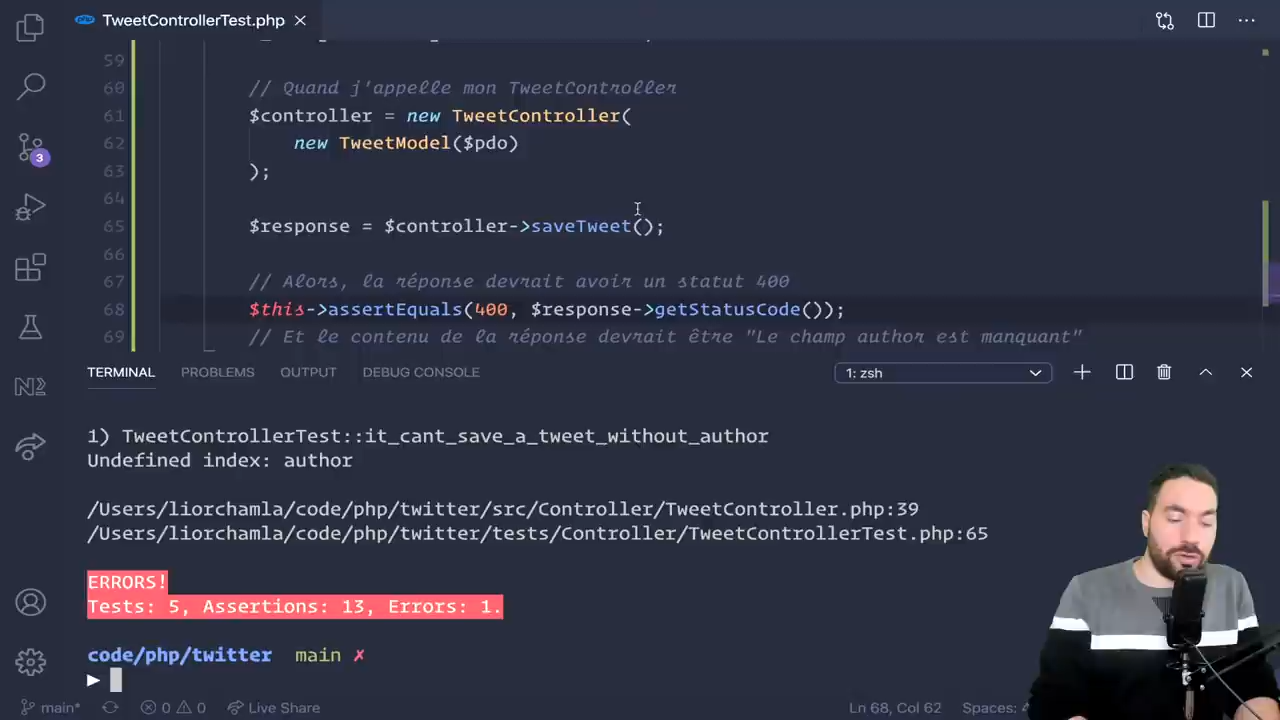 php TweetControllerTest.php
59
60 // Quand j'appelle mon TweetController
61 $controller = new TweetController(
62 new TweetModel($pdo)
63 );
64
65 $response = $controller->saveTweet();
66
67 // Alors, la réponse devrait avoir un statut 400
68 $this->assertEquals(400, $response->getStatusCode());
69 // Et le contenu de la réponse devrait être "Le champ author est manquant"
3
TERMINAL PROBLEMS OUTPUT DEBUG CONSOLE 1: zsh
1) TweetControllerTest::it_cant_save_a_tweet_without_author
Undefined index: author
/Users/liorchamla/code/php/twitter/src/Controller/TweetController.php:39
/Users/liorchamla/code/php/twitter/tests/Controller/TweetControllerTest.php:65
ERRORS!
Tests: 5, Assertions: 13, Errors: 1.
code/php/twitter main ✗
main* 0 0 Live Share Ln 68, Col 62 Spaces: